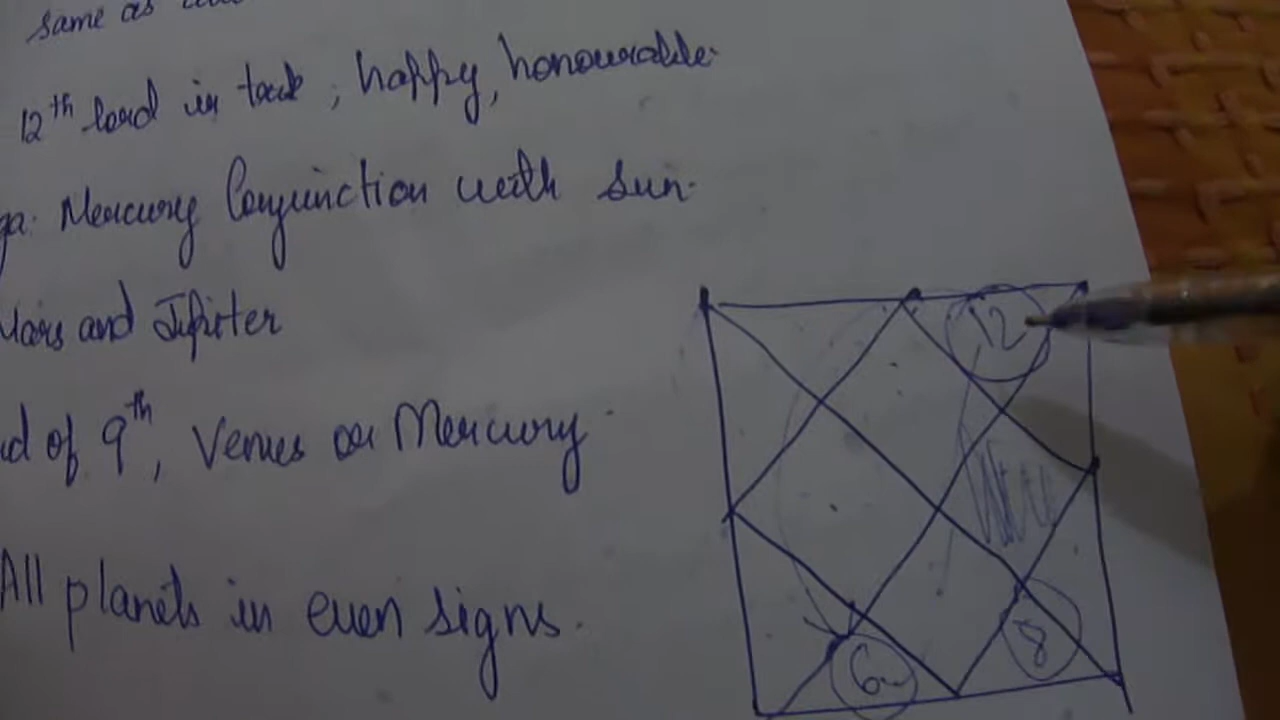 same as
12th lord in task, happy, honourable.
ga: Mercury Conjunction with sun.
Mars and Jupiter
d of 9th, Venus or Mercury.
All planets in even signs.
12
8
6